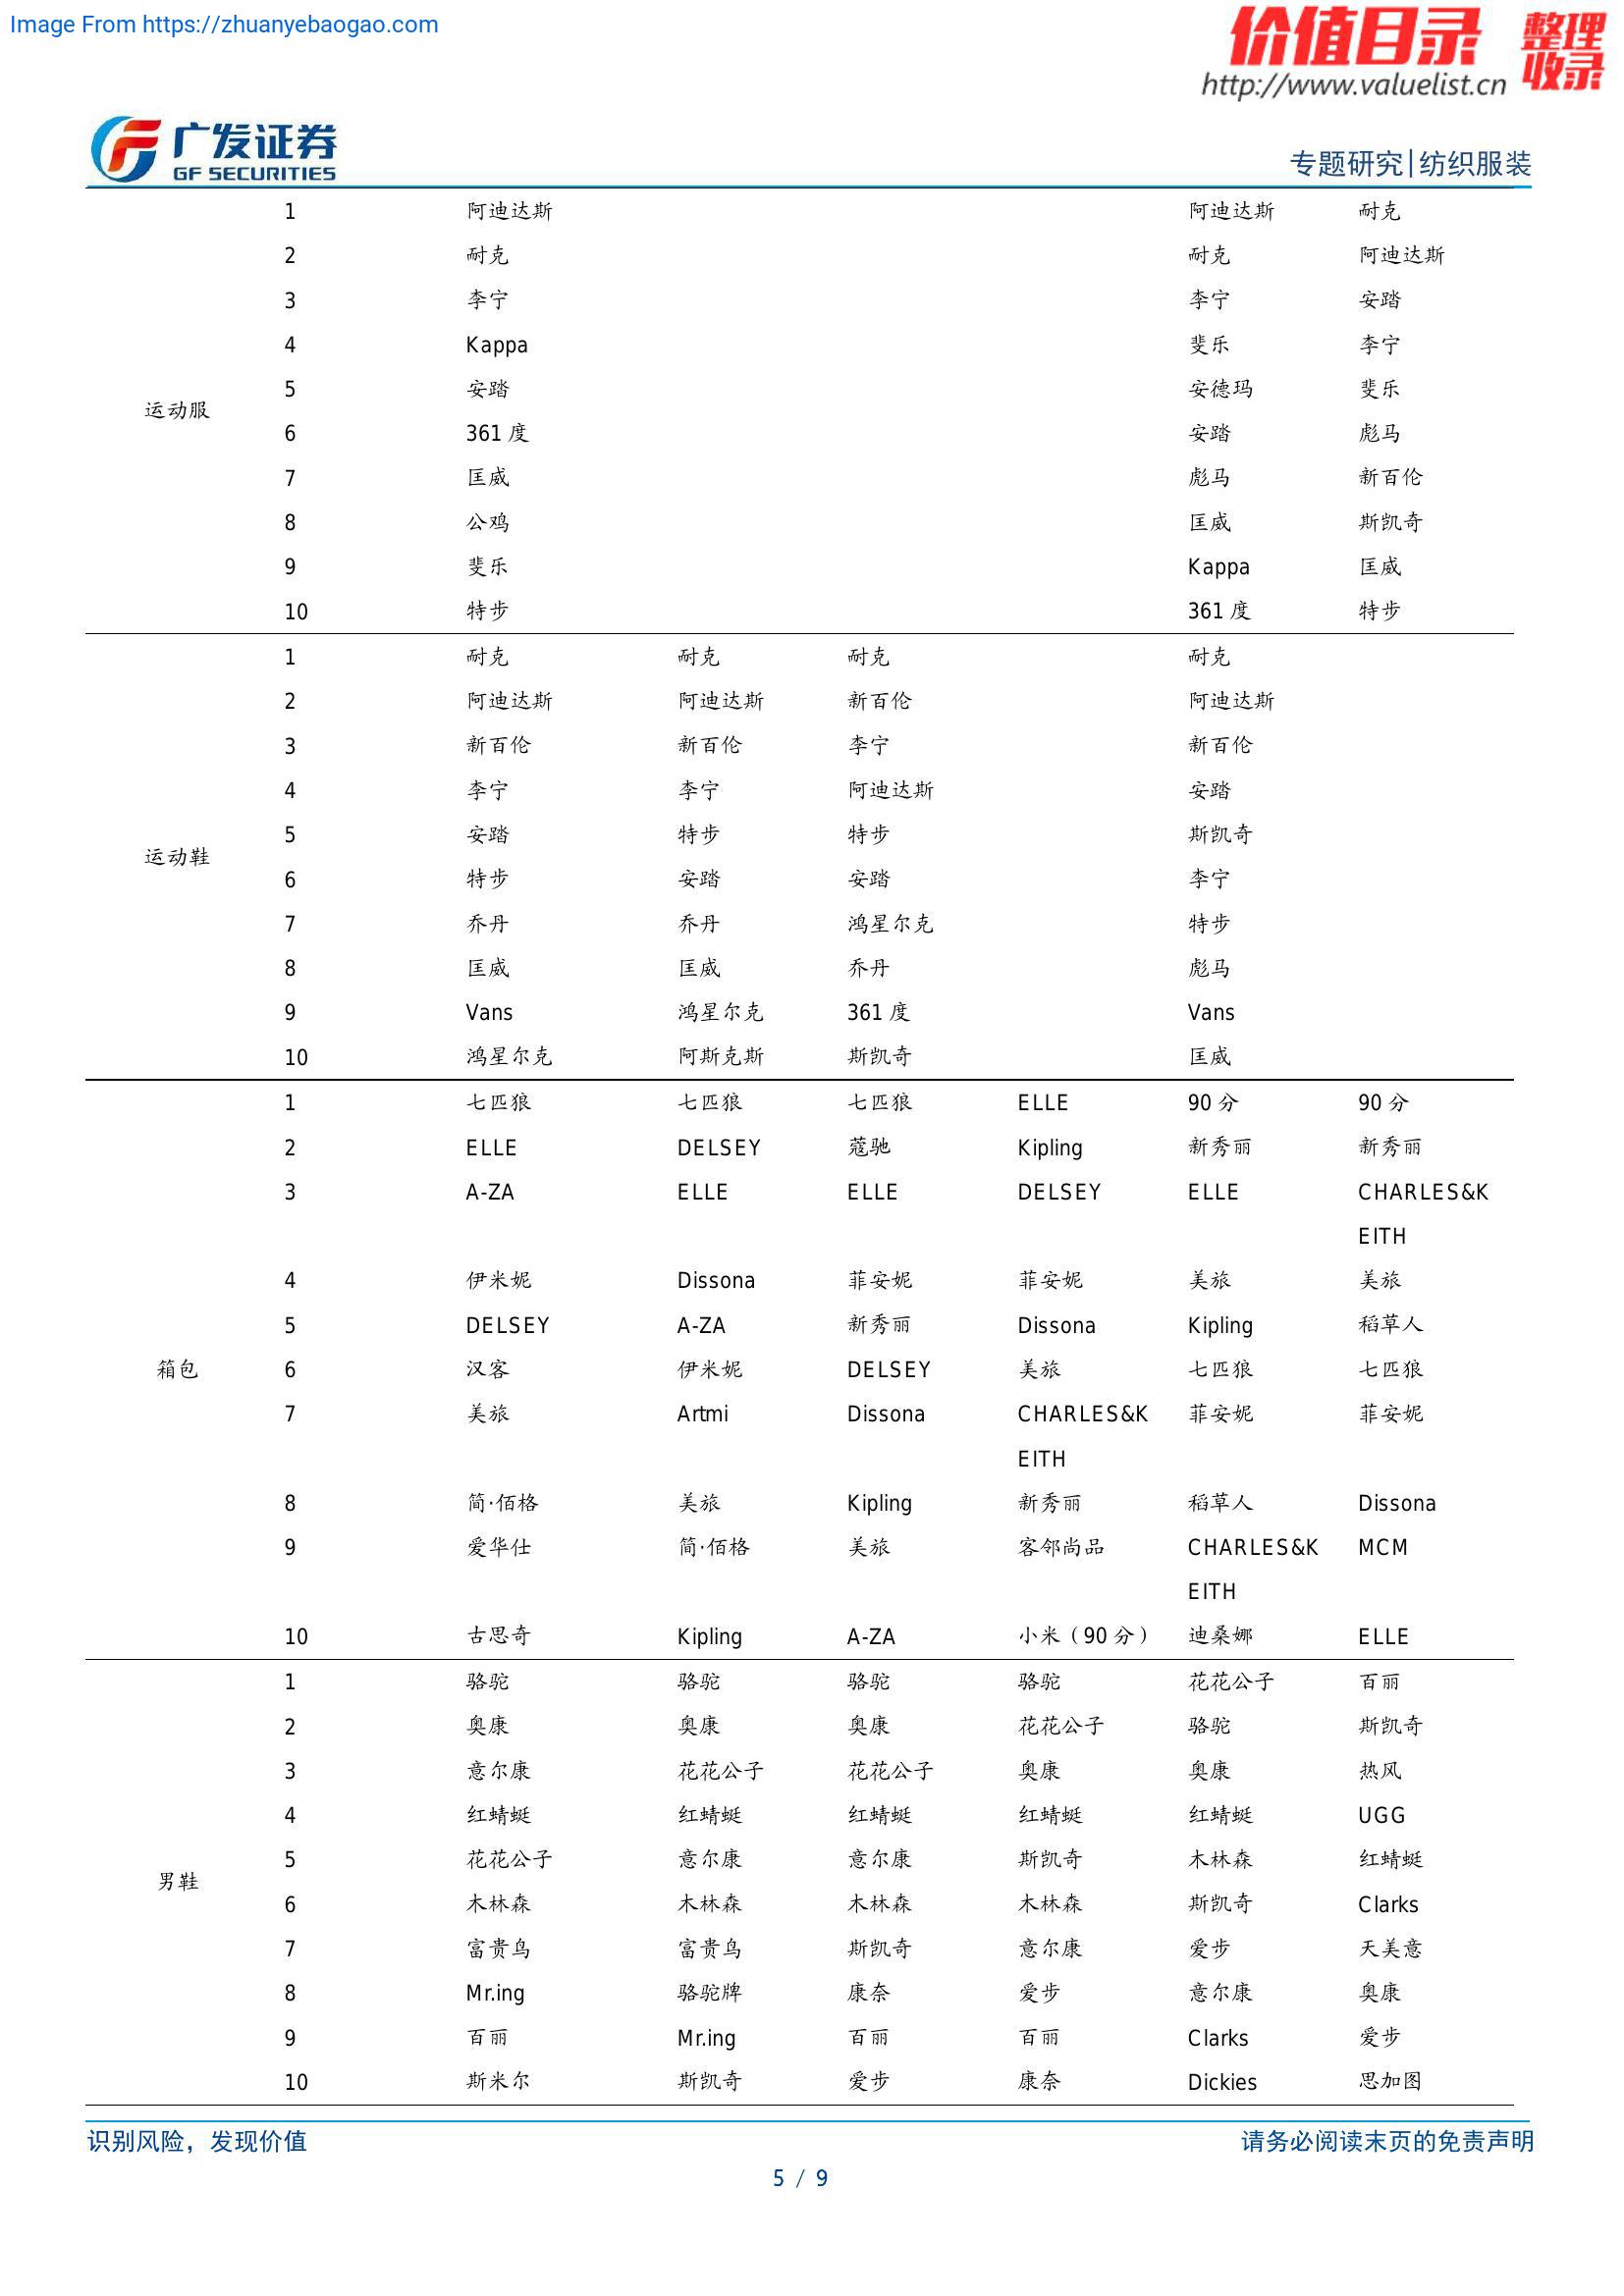 Image From https://zhuanyebaogao.com
价值目录 整理
http://www.valuelist.cn 收录
广发证券
GF SECURITIES
专题研究|纺织服装
1 阿迪达斯 阿迪达斯 耐克
2 耐克 耐克 阿迪达斯
3 李宁 李宁 安踏
4 Kappa 斐乐 李宁
5 安踏 安德玛 斐乐
运动服
6 361 度 安踏 彪马
7 匡威 彪马 新百伦
8 公鸡 匡威 斯凯奇
9 斐乐 Kappa 匡威
10 特步 361 度 特步
1 耐克 耐克 耐克 耐克
2 阿迪达斯 阿迪达斯 新百伦 阿迪达斯
3 新百伦 新百伦 李宁 新百伦
4 李宁 李宁 阿迪达斯 安踏
5 安踏 特步 特步 斯凯奇
运动鞋
6 特步 安踏 安踏 李宁
7 乔丹 乔丹 鸿星尔克 特步
8 匡威 匡威 乔丹 彪马
9 Vans 鸿星尔克 361 度 Vans
10 鸿星尔克 阿斯克斯 斯凯奇 匡威
1 七匹狼 七匹狼 七匹狼 ELLE 90 分 90 分
2 ELLE DELSEY 蔻驰 Kipling 新秀丽 新秀丽
3 A-ZA ELLE ELLE DELSEY ELLE CHARLES&K
EITH
4 伊米妮 Dissona 菲安妮 菲安妮 美旅 美旅
5 DELSEY A-ZA 新秀丽 Dissona Kipling 稻草人
箱包 6 汉客 伊米妮 DELSEY 美旅 七匹狼 七匹狼
7 美旅 Artmi Dissona CHARLES&K 菲安妮 菲安妮
EITH
8 简·佰格 美旅 Kipling 新秀丽 稻草人 Dissona
9 爱华仕 简·佰格 美旅 客邻尚品 CHARLES&K MCM
EITH
10 古思奇 Kipling A-ZA 小米（90 分） 迪桑娜 ELLE
1 骆驼 骆驼 骆驼 骆驼 花花公子 百丽
2 奥康 奥康 奥康 花花公子 骆驼 斯凯奇
3 意尔康 花花公子 花花公子 奥康 奥康 热风
4 红蜻蜓 红蜻蜓 红蜻蜓 红蜻蜓 红蜻蜓 UGG
5 花花公子 意尔康 意尔康 斯凯奇 木林森 红蜻蜓
男鞋
6 木林森 木林森 木林森 木林森 斯凯奇 Clarks
7 富贵鸟 富贵鸟 斯凯奇 意尔康 爱步 天美意
8 Mr.ing 骆驼牌 康奈 爱步 意尔康 奥康
9 百丽 Mr.ing 百丽 百丽 Clarks 爱步
10 斯米尔 斯凯奇 爱步 康奈 Dickies 思加图
识别风险，发现价值 请务必阅读末页的免责声明
5 / 9